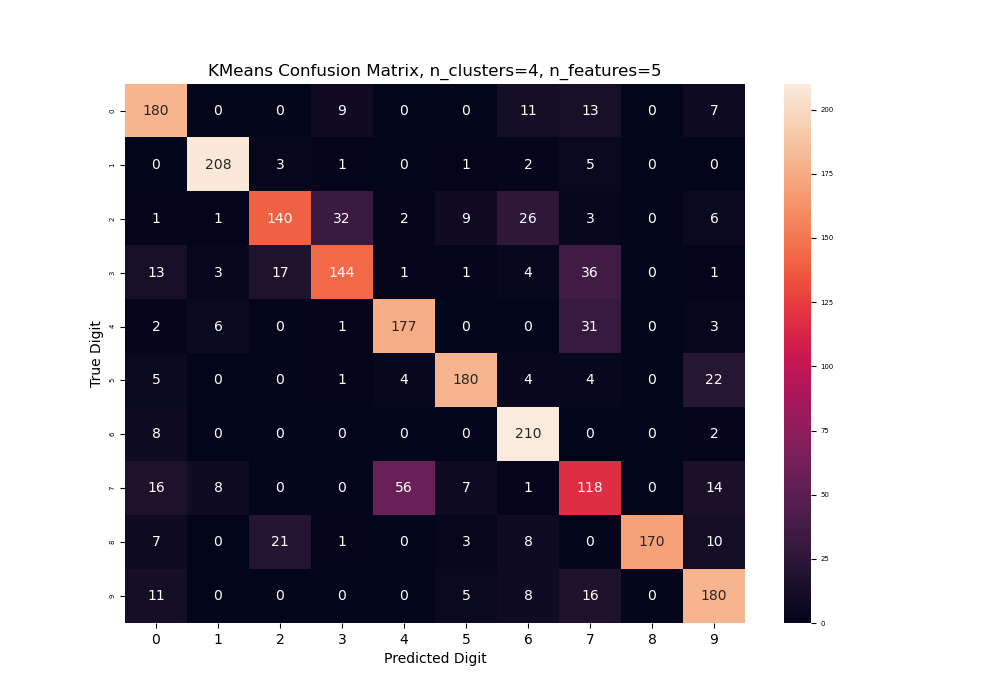 KMeans Confusion Matrix, n_clusters=4, n_features=5
0 180 0 0 9 0 0 11 13 0 7
1 0 208 3 1 0 1 2 5 0 0
2 1 1 140 32 2 9 26 3 0 6
3 13 3 17 144 1 1 4 36 0 1
4 2 6 0 1 177 0 0 31 0 3
5 5 0 0 1 4 180 4 4 0 22
6 8 0 0 0 0 0 210 0 0 2
7 16 8 0 0 56 7 1 118 0 14
8 7 0 21 1 0 3 8 0 170 10
9 11 0 0 0 0 5 8 16 0 180
True Digit
0 1 2 3 4 5 6 7 8 9
Predicted Digit
200
175
150
125
100
75
50
25
0